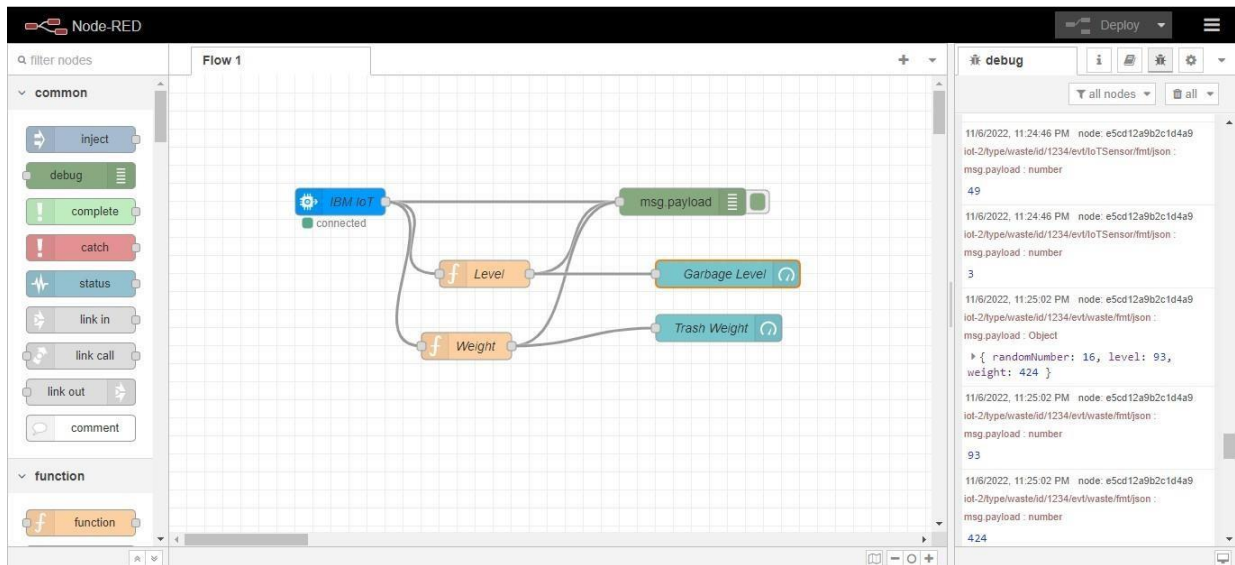 Node-RED
Deploy
filter nodes
Flow 1
debug
i
all nodes
all
common
inject
debug
complete
catch
status
link in
link call
link out
comment
function
function
IBM IoT
connected
Level
Weight
msg.payload
Garbage Level
Trash Weight
11/6/2022, 11:24:46 PM node: e5cd12a9b2c1d4a9
iot-2/type/waste/id/1234/evt/IoTSensor/fmt/json :
msg.payload : number
49
11/6/2022, 11:24:46 PM node: e5cd12a9b2c1d4a9
iot-2/type/waste/id/1234/evt/IoTSensor/fmt/json :
msg.payload : number
3
11/6/2022, 11:25:02 PM node: e5cd12a9b2c1d4a9
iot-2/type/waste/id/1234/evt/waste/fmt/json :
msg.payload : Object
{ randomNumber: 16, level: 93,
weight: 424 }
11/6/2022, 11:25:02 PM node: e5cd12a9b2c1d4a9
iot-2/type/waste/id/1234/evt/waste/fmt/json :
msg.payload : number
93
11/6/2022, 11:25:02 PM node: e5cd12a9b2c1d4a9
iot-2/type/waste/id/1234/evt/waste/fmt/json :
msg.payload : number
424